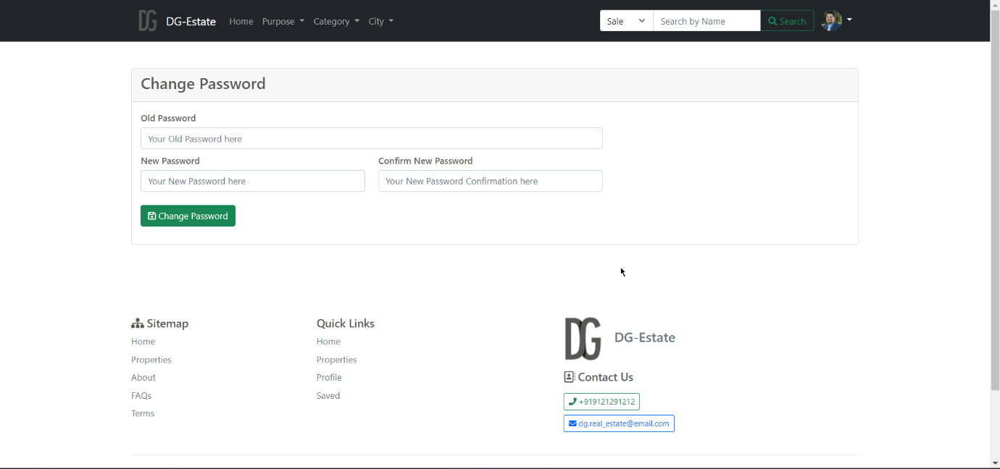 DG DG-Estate Home Purpose Category City Sale Search by Name Search
Change Password
Old Password
Your Old Password here
New Password Confirm New Password
Your New Password here Your New Password Confirmation here
Change Password
Sitemap
Home
Properties
About
FAQs
Terms
Quick Links
Home
Properties
Profile
Saved
DG DG-Estate
Contact Us
+919121291212
dg.real_estate@email.com